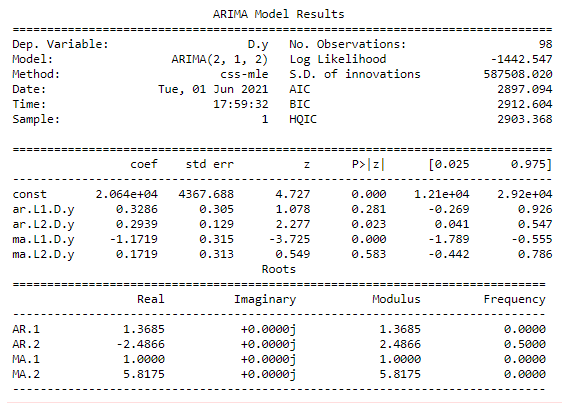 ARIMA Model Results
==============================================================================
Dep. Variable: D.y No. Observations: 98
Model: ARIMA(2, 1, 2) Log Likelihood -1442.547
Method: css-mle S.D. of innovations 587508.020
Date: Tue, 01 Jun 2021 AIC 2897.094
Time: 17:59:32 BIC 2912.604
Sample: 1 HQIC 2903.368
==============================================================================
coef std err z P>|z| [0.025 0.975]
------------------------------------------------------------------------------
const 2.064e+04 4367.688 4.727 0.000 1.21e+04 2.92e+04
ar.L1.D.y 0.3286 0.305 1.078 0.281 -0.269 0.926
ar.L2.D.y 0.2939 0.129 2.277 0.023 0.041 0.547
ma.L1.D.y -1.1719 0.315 -3.725 0.000 -1.789 -0.555
ma.L2.D.y 0.1719 0.313 0.549 0.583 -0.442 0.786
Roots
=============================================================================
Real Imaginary Modulus Frequency
-----------------------------------------------------------------------------
AR.1 1.3685 +0.0000j 1.3685 0.0000
AR.2 -2.4866 +0.0000j 2.4866 0.5000
MA.1 1.0000 +0.0000j 1.0000 0.0000
MA.2 5.8175 +0.0000j 5.8175 0.0000
-----------------------------------------------------------------------------